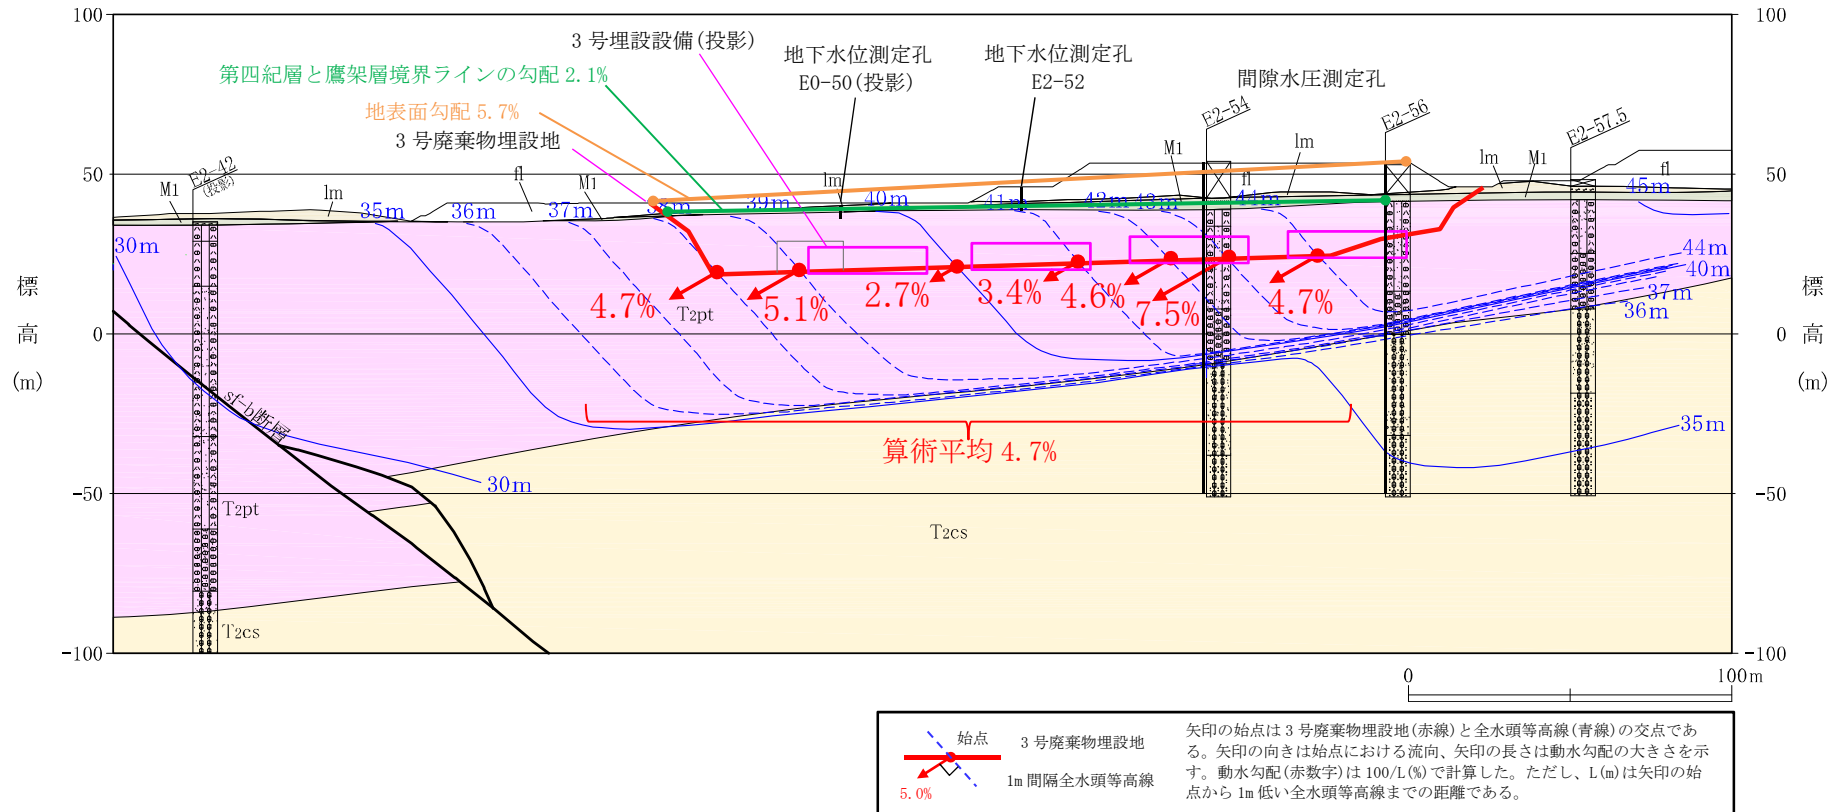 100
50
0
-50
-100
標
高
(m)
100
50
0
-50
-100
標
高
(m)
3号埋設設備(投影)
第四紀層と鷹架層境界ラインの勾配 2.1%
地表面勾配 5.7%
3号廃棄物埋設地
地下水位測定孔
E0-50(投影)
地下水位測定孔
E2-52
間隙水圧測定孔
E2-42
(投影)
E2-54
E2-56
E2-57.5
M1
lm
fl
M1
lm
M1
fl
lm
lm
M1
fl
30m
35m
36m
37m
38m
39m
40m
41m
42m
43m
44m
45m
44m
40m
37m
36m
35m
30m
4.7%
5.1%
2.7%
3.4%
4.6%
7.5%
4.7%
T2pt
算術平均 4.7%
sf-b断層
T2pt
T2cs
T2cs
0
100m
始点
3号廃棄物埋設地
1m間隔全水頭等高線
5.0%
矢印の始点は3号廃棄物埋設地(赤線)と全水頭等高線(青線)の交点であ
る。矢印の向きは始点における流向、矢印の長さは動水勾配の大きさを示
す。動水勾配(赤数字)は 100/L(%)で計算した。ただし、L(m)は矢印の始
点から1m低い全水頭等高線までの距離である。